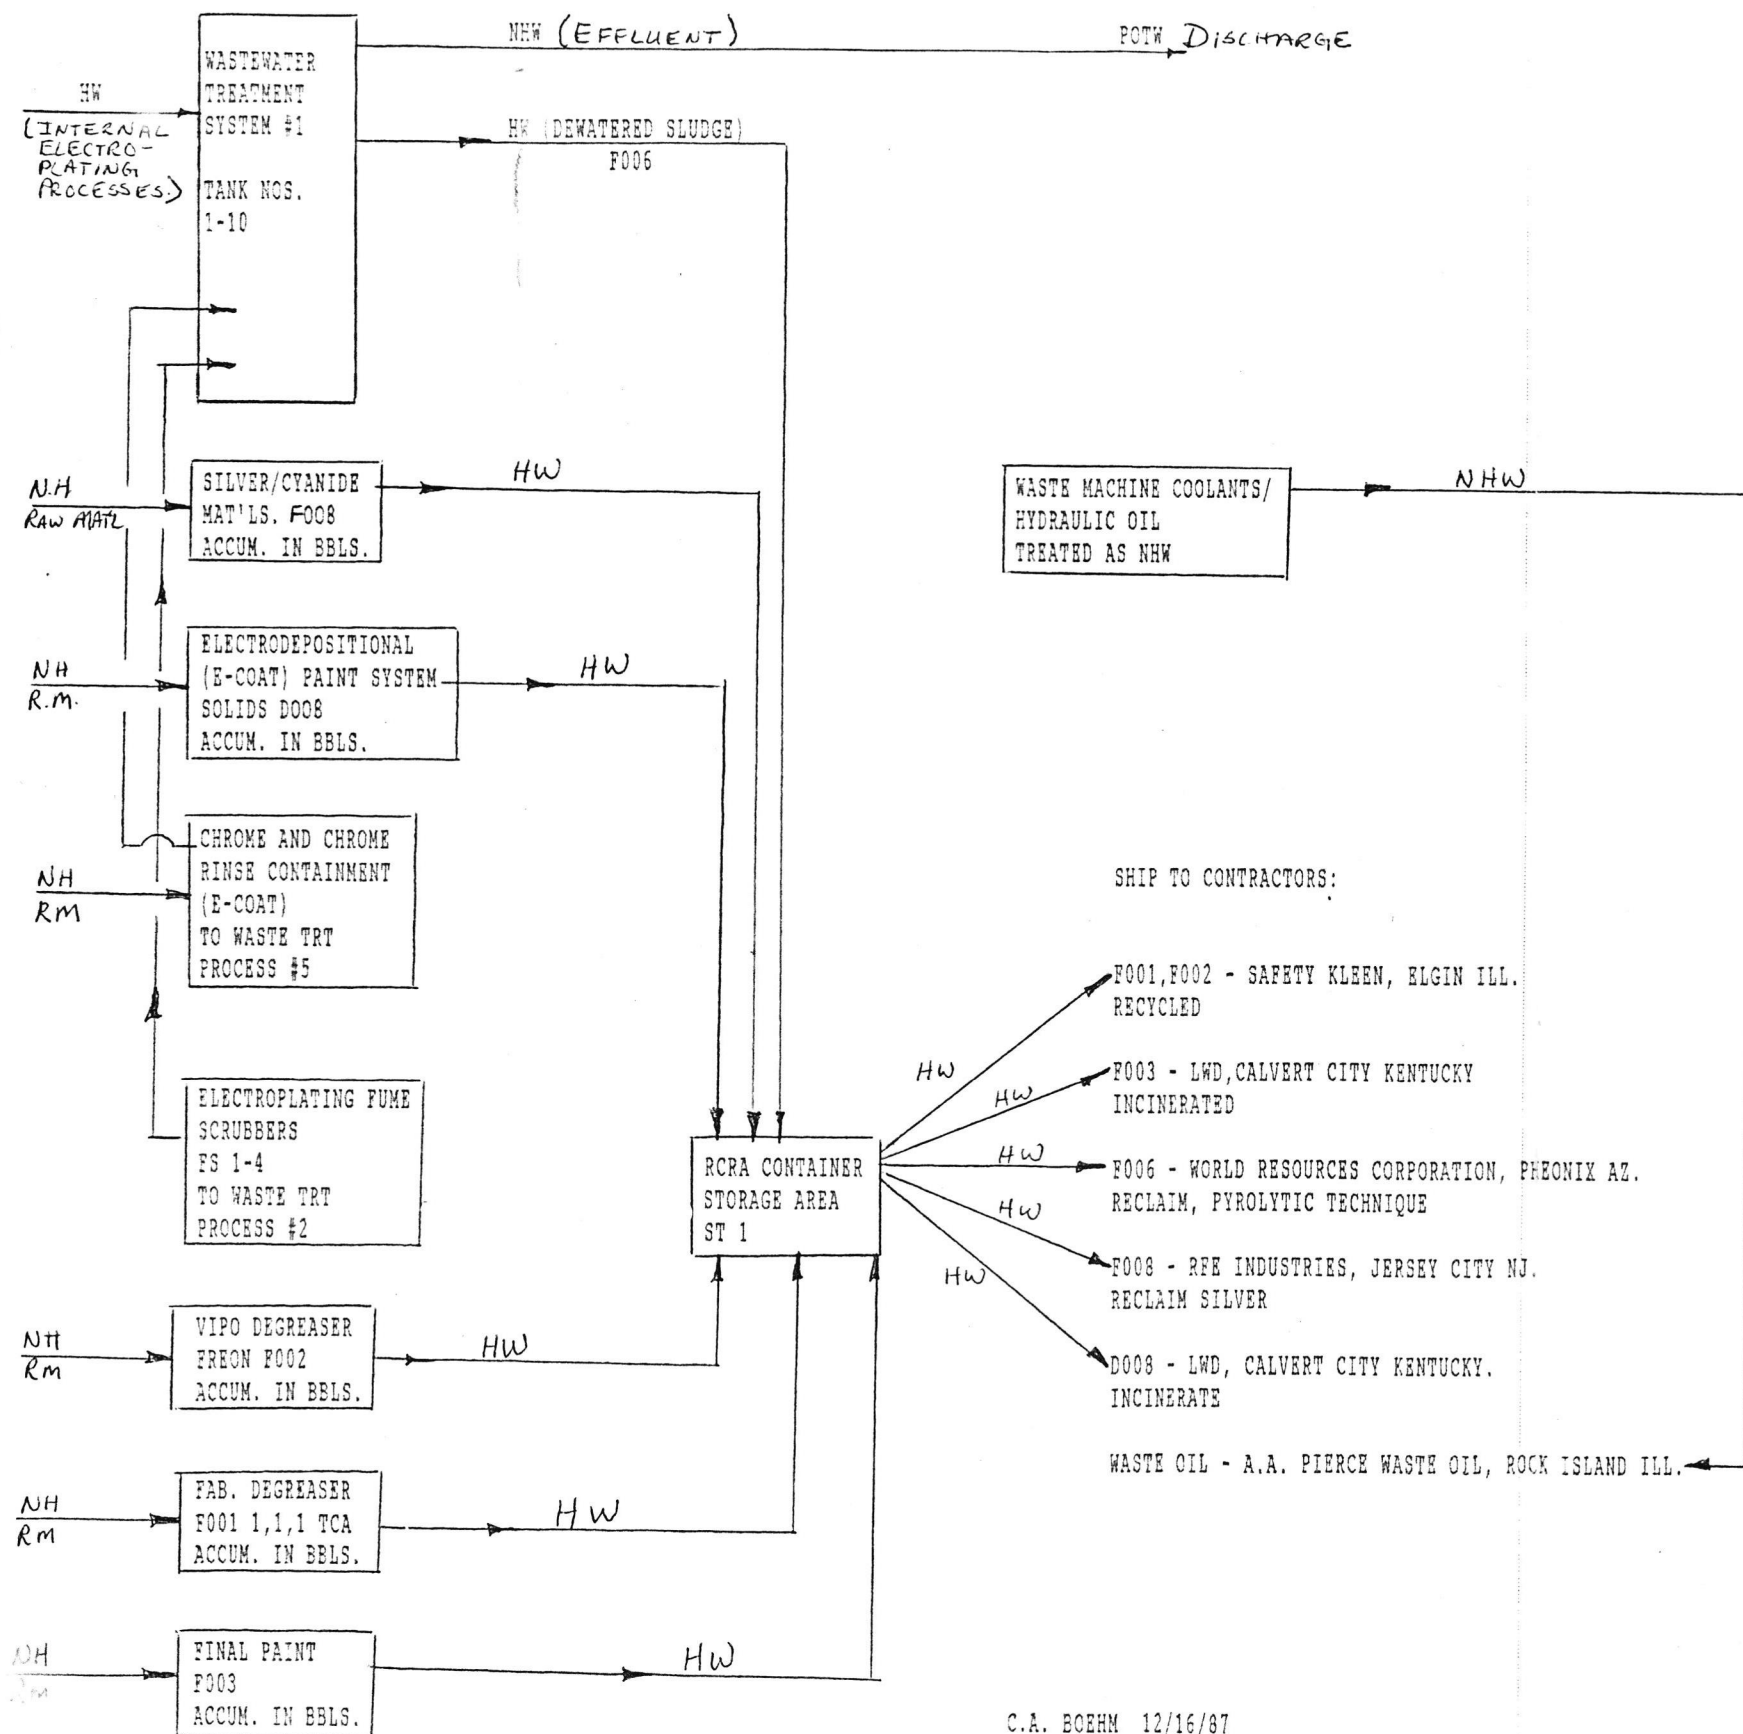 NHW (EFFLUENT)
POTW DISCHARGE
WASTEWATER
TREATMENT
SYSTEM #1
TANK NOS.
1-10
HW
(INTERNAL
ELECTRO-
PLATING
PROCESSES.)
HW (DEWATERED SLUDGE)
F006
N.H
RAW MATL
SILVER/CYANIDE
MAT'LS. F008
ACCUM. IN BBLS.
HW
WASTE MACHINE COOLANTS/
HYDRAULIC OIL
TREATED AS NHW
NHW
NH
R.M.
ELECTRODEPOSITIONAL
(E-COAT) PAINT SYSTEM
SOLIDS D008
ACCUM. IN BBLS.
HW
NH
RM
CHROME AND CHROME
RINSE CONTAINMENT
(E-COAT)
TO WASTE TRT
PROCESS #5
ELECTROPLATING FUME
SCRUBBERS
FS 1-4
TO WASTE TRT
PROCESS #2
RCRA CONTAINER
STORAGE AREA
ST 1
SHIP TO CONTRACTORS:
HW
F001,F002 - SAFETY KLEEN, ELGIN ILL.
RECYCLED
HW
F003 - LWD,CALVERT CITY KENTUCKY
INCINERATED
HW
F006 - WORLD RESOURCES CORPORATION, PHEONIX AZ.
RECLAIM, PYROLYTIC TECHNIQUE
HW
F008 - RFE INDUSTRIES, JERSEY CITY NJ.
RECLAIM SILVER
HW
D008 - LWD, CALVERT CITY KENTUCKY.
INCINERATE
WASTE OIL - A.A. PIERCE WASTE OIL, ROCK ISLAND ILL.
NH
RM
VIPO DEGREASER
FREON F002
ACCUM. IN BBLS.
HW
NH
RM
FAB. DEGREASER
F001 1,1,1 TCA
ACCUM. IN BBLS.
HW
NH
RM
FINAL PAINT
F003
ACCUM. IN BBLS.
HW
C.A. BOEHM 12/16/87